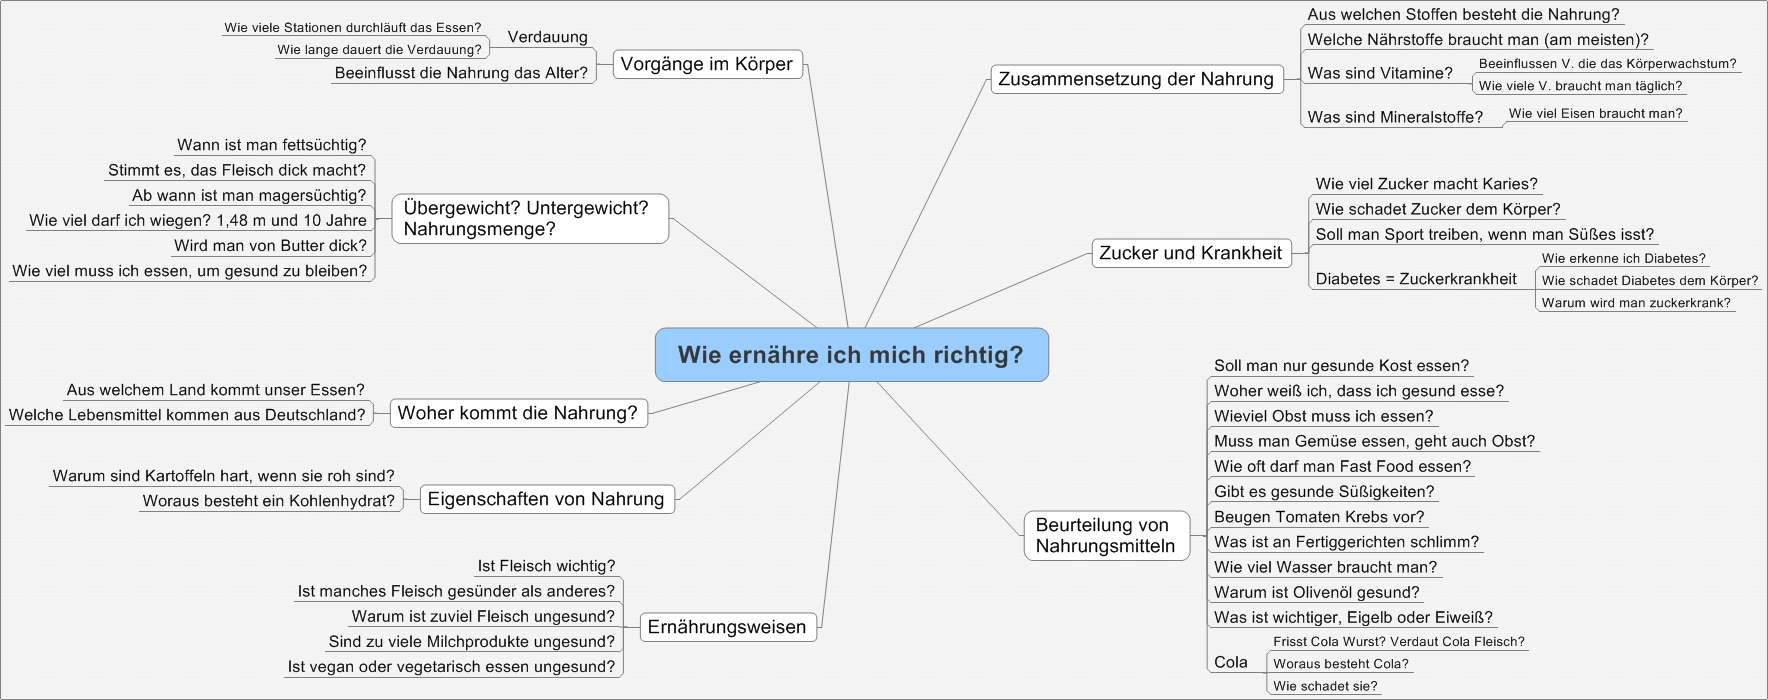 Wie ernähre ich mich richtig?
Vorgänge im Körper
Verdauung
Wie viele Stationen durchläuft das Essen?
Wie lange dauert die Verdauung?
Beeinflusst die Nahrung das Alter?
Übergewicht? Untergewicht?
Nahrungsmenge?
Wann ist man fettsüchtig?
Stimmt es, das Fleisch dick macht?
Ab wann ist man magersüchtig?
Wie viel darf ich wiegen? 1,48 m und 10 Jahre
Wird man von Butter dick?
Wie viel muss ich essen, um gesund zu bleiben?
Woher kommt die Nahrung?
Aus welchem Land kommt unser Essen?
Welche Lebensmittel kommen aus Deutschland?
Eigenschaften von Nahrung
Warum sind Kartoffeln hart, wenn sie roh sind?
Woraus besteht ein Kohlenhydrat?
Ernährungsweisen
Ist Fleisch wichtig?
Ist manches Fleisch gesünder als anderes?
Warum ist zuviel Fleisch ungesund?
Sind zu viele Milchprodukte ungesund?
Ist vegan oder vegetarisch essen ungesund?
Zusammensetzung der Nahrung
Aus welchen Stoffen besteht die Nahrung?
Welche Nährstoffe braucht man (am meisten)?
Was sind Vitamine?
Beeinflussen V. die das Körperwachstum?
Wie viele V. braucht man täglich?
Was sind Mineralstoffe?
Wie viel Eisen braucht man?
Zucker und Krankheit
Wie viel Zucker macht Karies?
Wie schadet Zucker dem Körper?
Soll man Sport treiben, wenn man Süßes isst?
Diabetes = Zuckerkrankheit
Wie erkenne ich Diabetes?
Wie schadet Diabetes dem Körper?
Warum wird man zuckerkrank?
Beurteilung von
Nahrungsmitteln
Soll man nur gesunde Kost essen?
Woher weiß ich, dass ich gesund esse?
Wieviel Obst muss ich essen?
Muss man Gemüse essen, geht auch Obst?
Wie oft darf man Fast Food essen?
Gibt es gesunde Süßigkeiten?
Beugen Tomaten Krebs vor?
Was ist an Fertiggerichten schlimm?
Wie viel Wasser braucht man?
Warum ist Olivenöl gesund?
Was ist wichtiger, Eigelb oder Eiweiß?
Cola
Frisst Cola Wurst? Verdaut Cola Fleisch?
Woraus besteht Cola?
Wie schadet sie?